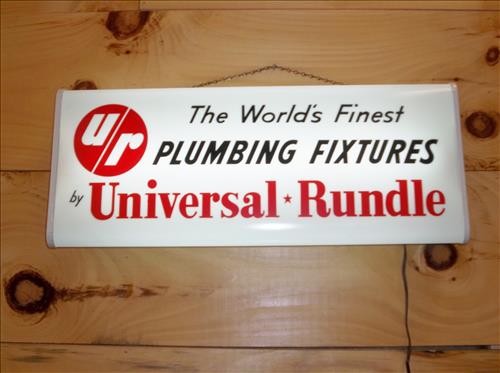 u/r
The World's Finest
PLUMBING FIXTURES
by Universal ★ Rundle